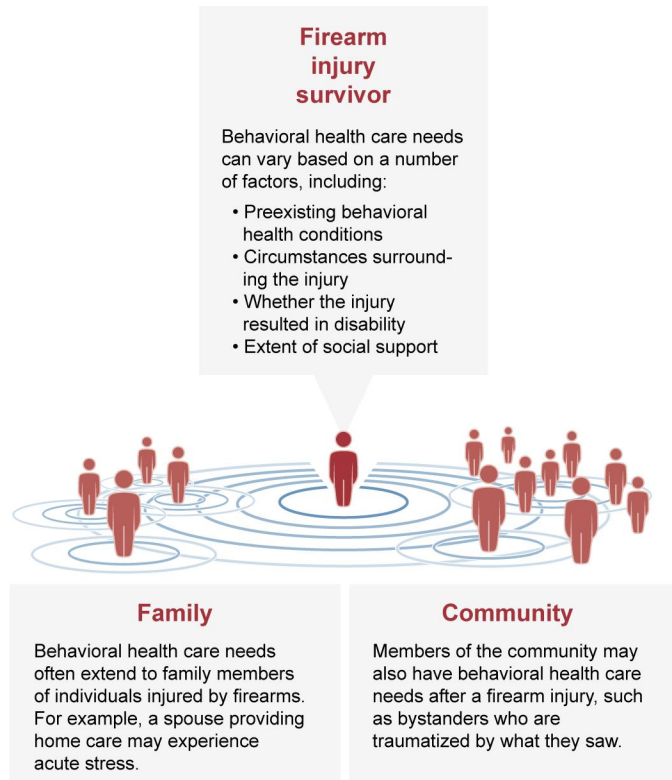 Firearm
injury
survivor
Behavioral health care needs
can vary based on a number
of factors, including:
• Preexisting behavioral
health conditions
• Circumstances surround-
ing the injury
• Whether the injury
resulted in disability
• Extent of social support
Family
Behavioral health care needs
often extend to family members
of individuals injured by firearms.
For example, a spouse providing
home care may experience
acute stress.
Community
Members of the community may
also have behavioral health care
needs after a firearm injury, such
as bystanders who are
traumatized by what they saw.